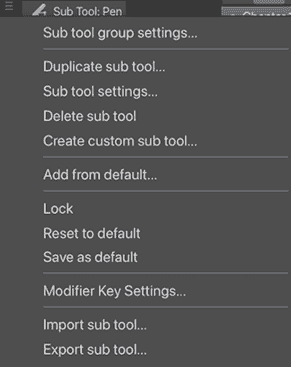 Sub Tool: Pen
Sub tool group settings...
Duplicate sub tool...
Sub tool settings...
Delete sub tool
Create custom sub tool...
Add from default...
Lock
Reset to default
Save as default
Modifier Key Settings...
Import sub tool...
Export sub tool...